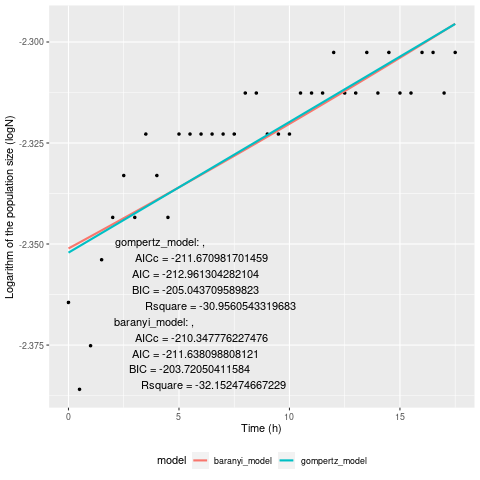 -2.300
-2.325
-2.350
-2.375
Logarithm of the population size (logN)
gompertz_model: ,
AICc = -211.670981701459
AIC = -212.961304282104
BIC = -205.043709589823
Rsquare = -30.9560543319683
baranyi_model: ,
AICc = -210.347776227476
AIC = -211.638098808121
BIC = -203.72050411584
Rsquare = -32.152474667229
0 5 10 15
Time (h)
model baranyi_model gompertz_model